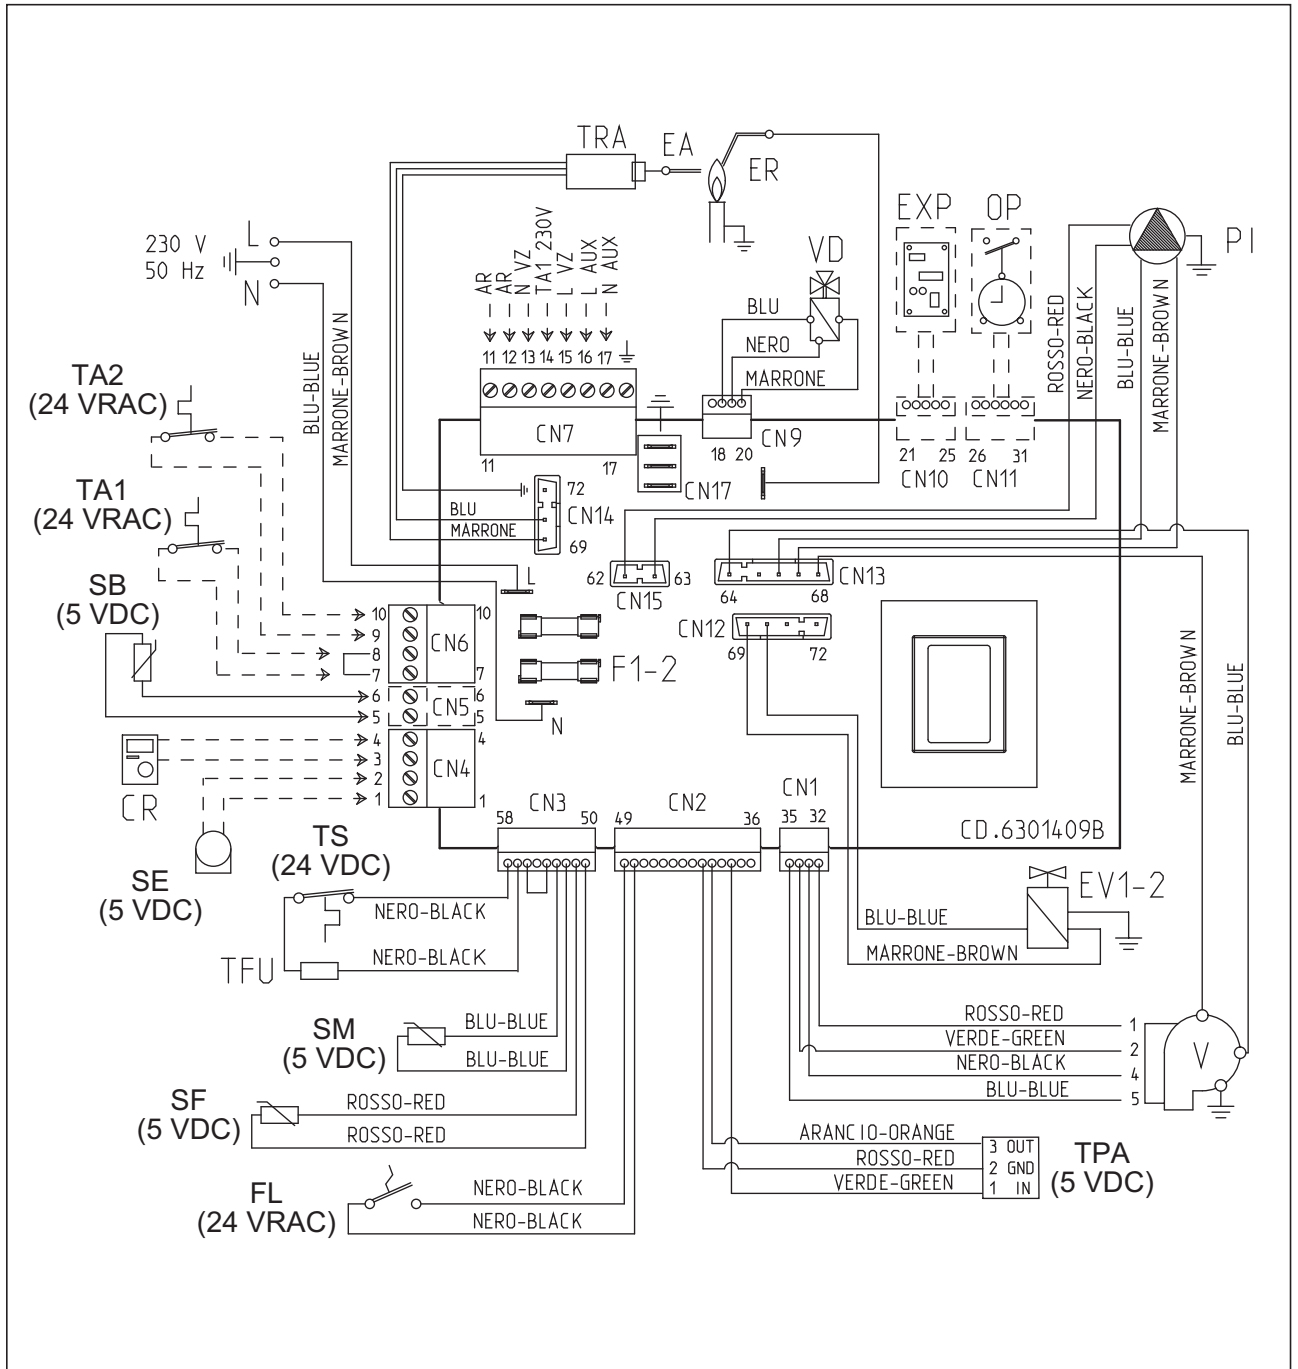 TRA
EA
ER
EXP
OP
PI
VD
230 V
50 Hz
L
N
AR
AR
N VZ
TA1 230V
L VZ
L AUX
N AUX
11 12 13 14 15 16 17
BLU
NERO
MARRONE
ROSSO-RED
NERO-BLACK
BLU-BLUE
MARRONE-BROWN
BLU-BLUE
MARRONE-BROWN
TA2
(24 VRAC)
TA1
(24 VRAC)
SB
(5 VDC)
CN7
11 17
CN17
18 20
CN9
21 25
CN10
26 31
CN11
BLU
MARRONE
72
CN14
69
L
62 63
CN15
64 68
CN13
CN12
69 72
F1-2
N
10
9
8
7
6
5
4
3
2
1
10
CN6
7
6
CN5
5
4
CN4
1
CR
SE
(5 VDC)
MARRONE-BROWN
BLU-BLUE
CN3
58 50
CN2
49 36
CN1
35 32
CD.6301409B
TS
(24 VDC)
NERO-BLACK
TFU
NERO-BLACK
EV1-2
BLU-BLUE
MARRONE-BROWN
SM
(5 VDC)
BLU-BLUE
BLU-BLUE
ROSSO-RED 1
VERDE-GREEN 2
NERO-BLACK 4
BLU-BLUE 5
V
SF
(5 VDC)
ROSSO-RED
ROSSO-RED
ARANCIO-ORANGE 3 OUT
ROSSO-RED 2 GND
VERDE-GREEN 1 IN
TPA
(5 VDC)
FL
(24 VRAC)
NERO-BLACK
NERO-BLACK